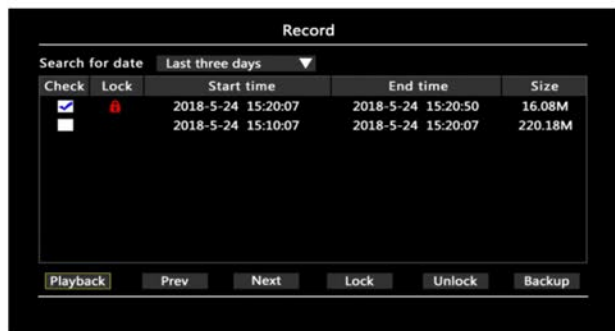 Record
Search for date Last three days
Check Lock Start time End time Size
2018-5-24 15:20:07 2018-5-24 15:20:50 16.08M
2018-5-24 15:10:07 2018-5-24 15:20:07 220.18M
Playback Prev Next Lock Unlock Backup